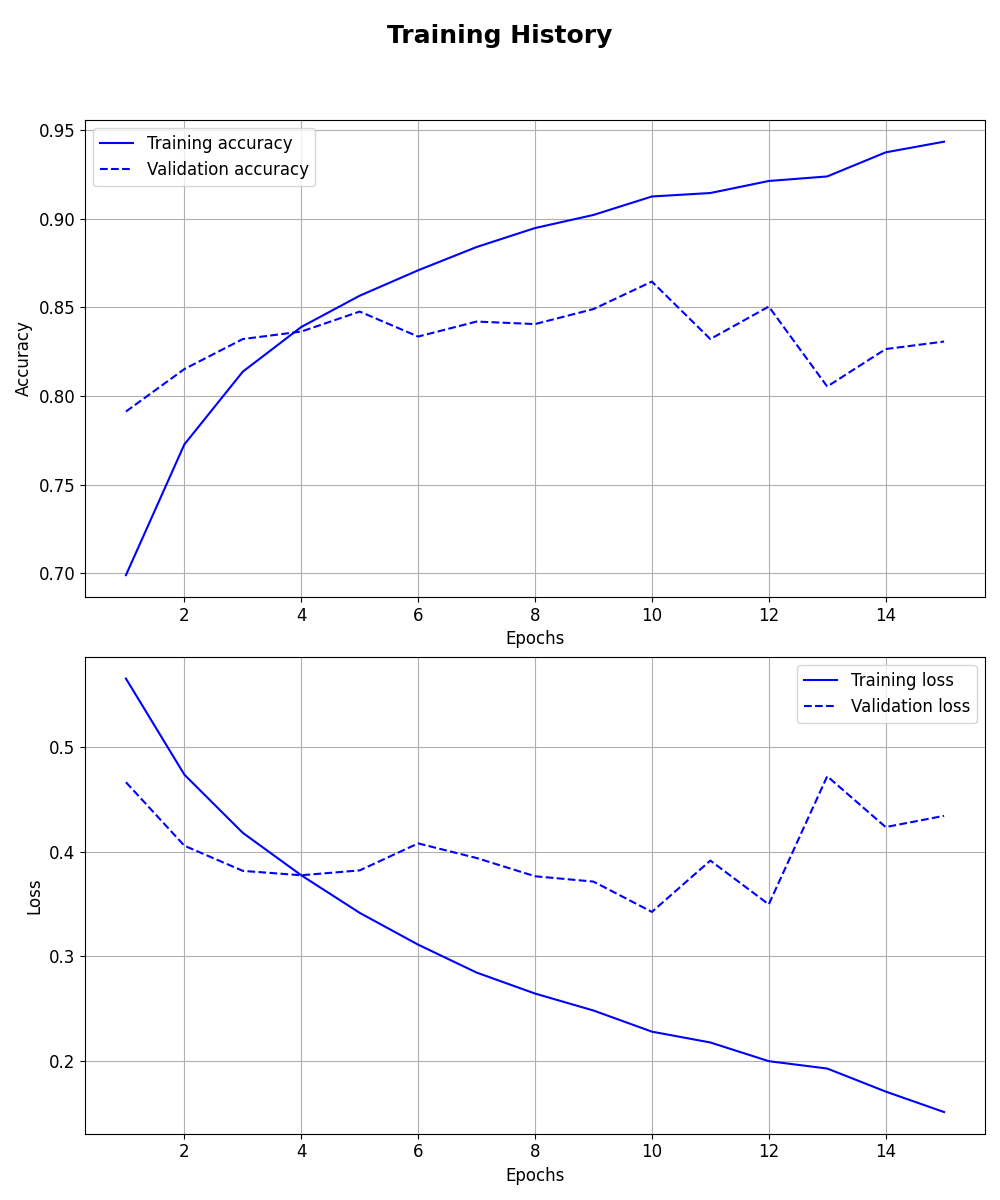 Training History
Training accuracy
Validation accuracy
0.95
0.90
0.85
0.80
0.75
0.70
Accuracy
2 4 6 8 10 12 14
Epochs
Training loss
Validation loss
0.5
0.4
0.3
0.2
Loss
2 4 6 8 10 12 14
Epochs